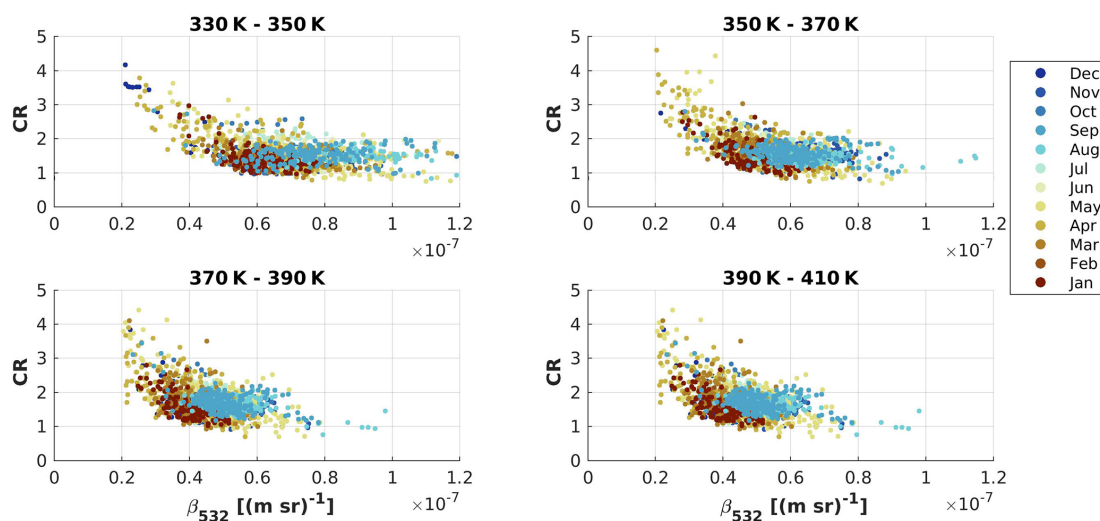 330 K - 350 K
5
4
3
2
1
0
CR
0 0.2 0.4 0.6 0.8 1 1.2
×10-7
350 K - 370 K
5
4
3
2
1
0
CR
0 0.2 0.4 0.6 0.8 1 1.2
×10-7
Dec
Nov
Oct
Sep
Aug
Jul
Jun
May
Apr
Mar
Feb
Jan
370 K - 390 K
5
4
3
2
1
0
CR
0 0.2 0.4 0.6 0.8 1 1.2
β532 [(m sr)-1] ×10-7
390 K - 410 K
5
4
3
2
1
0
CR
0 0.2 0.4 0.6 0.8 1 1.2
β532 [(m sr)-1] ×10-7